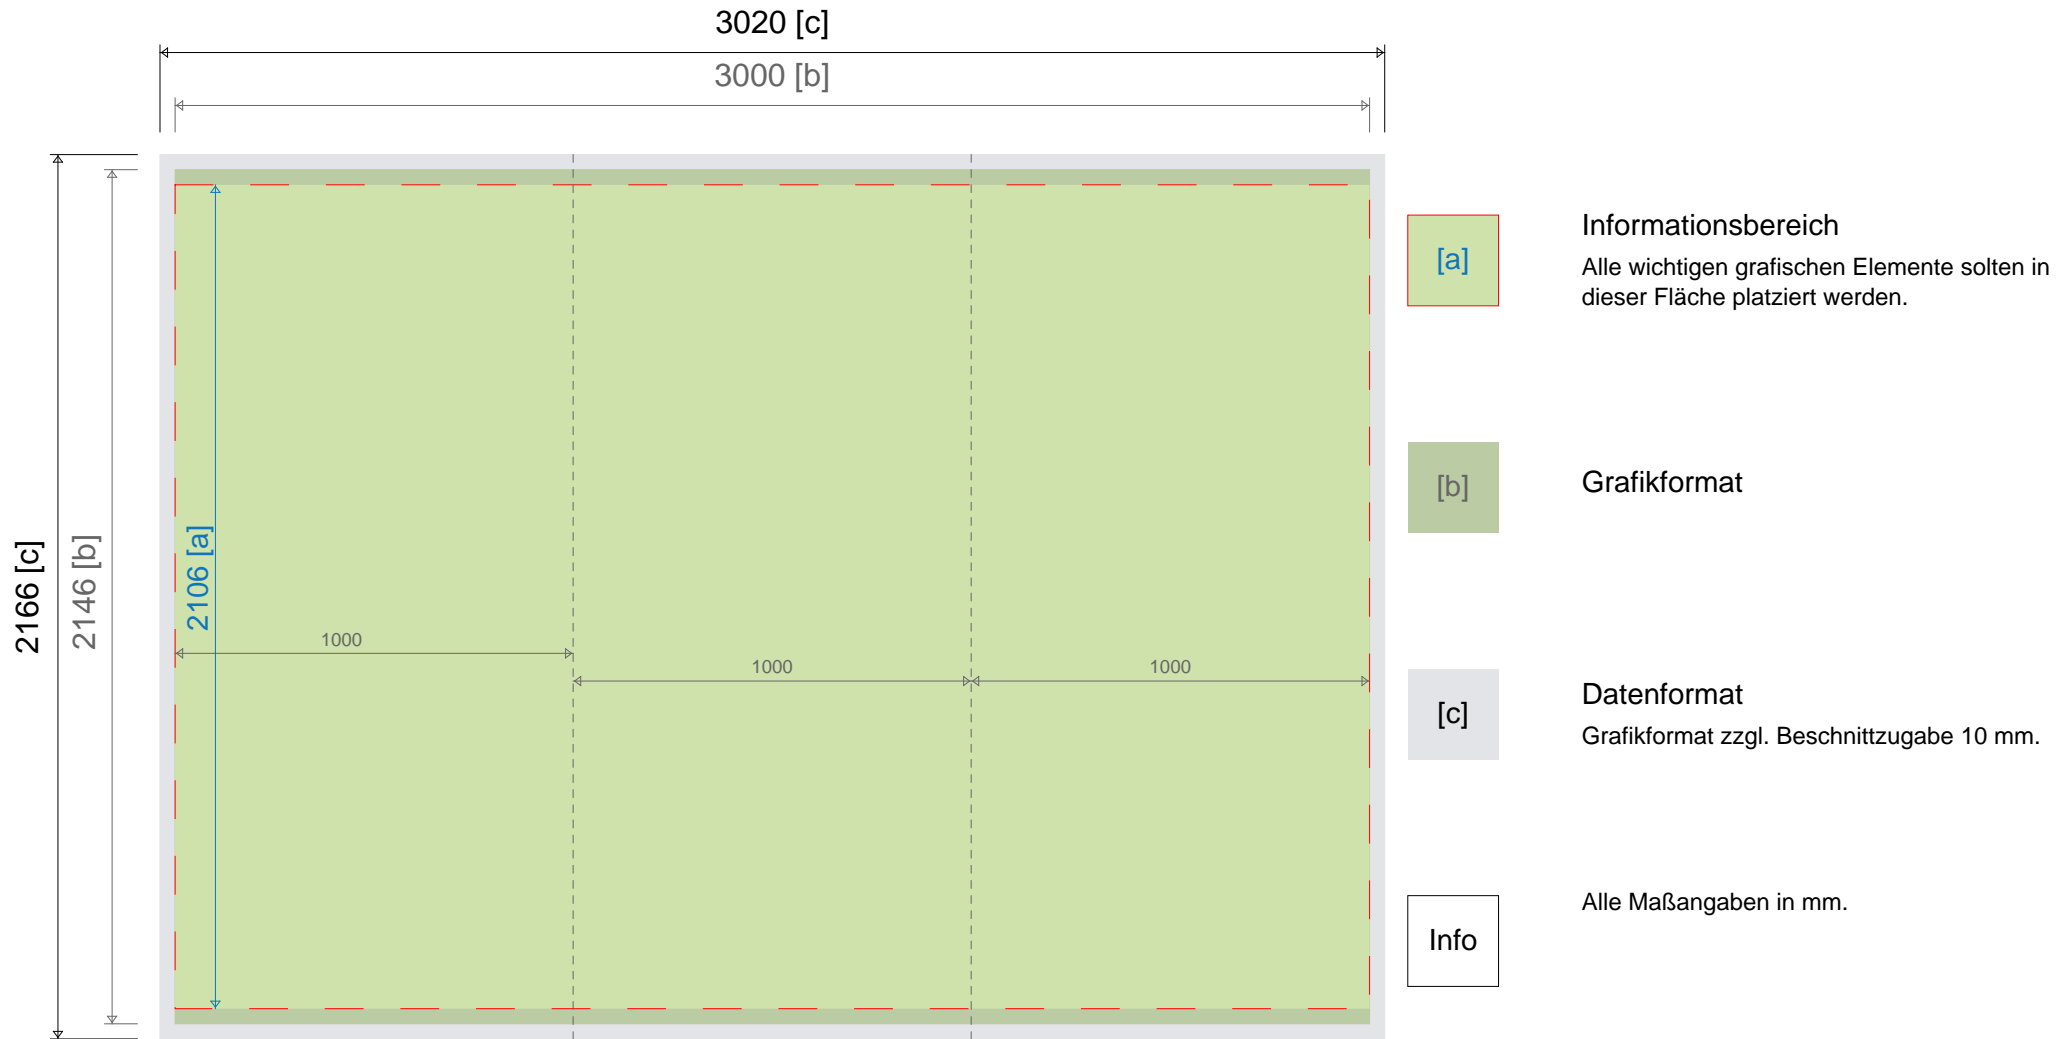 3020 [c]
3000 [b]
2166 [c]
2146 [b]
2106 [a]
1000
1000
1000
[a]
Informationsbereich
Alle wichtigen grafischen Elemente solten in
dieser Fläche platziert werden.
[b]
Grafikformat
[c]
Datenformat
Grafikformat zzgl. Beschnittzugabe 10 mm.
Info
Alle Maßangaben in mm.